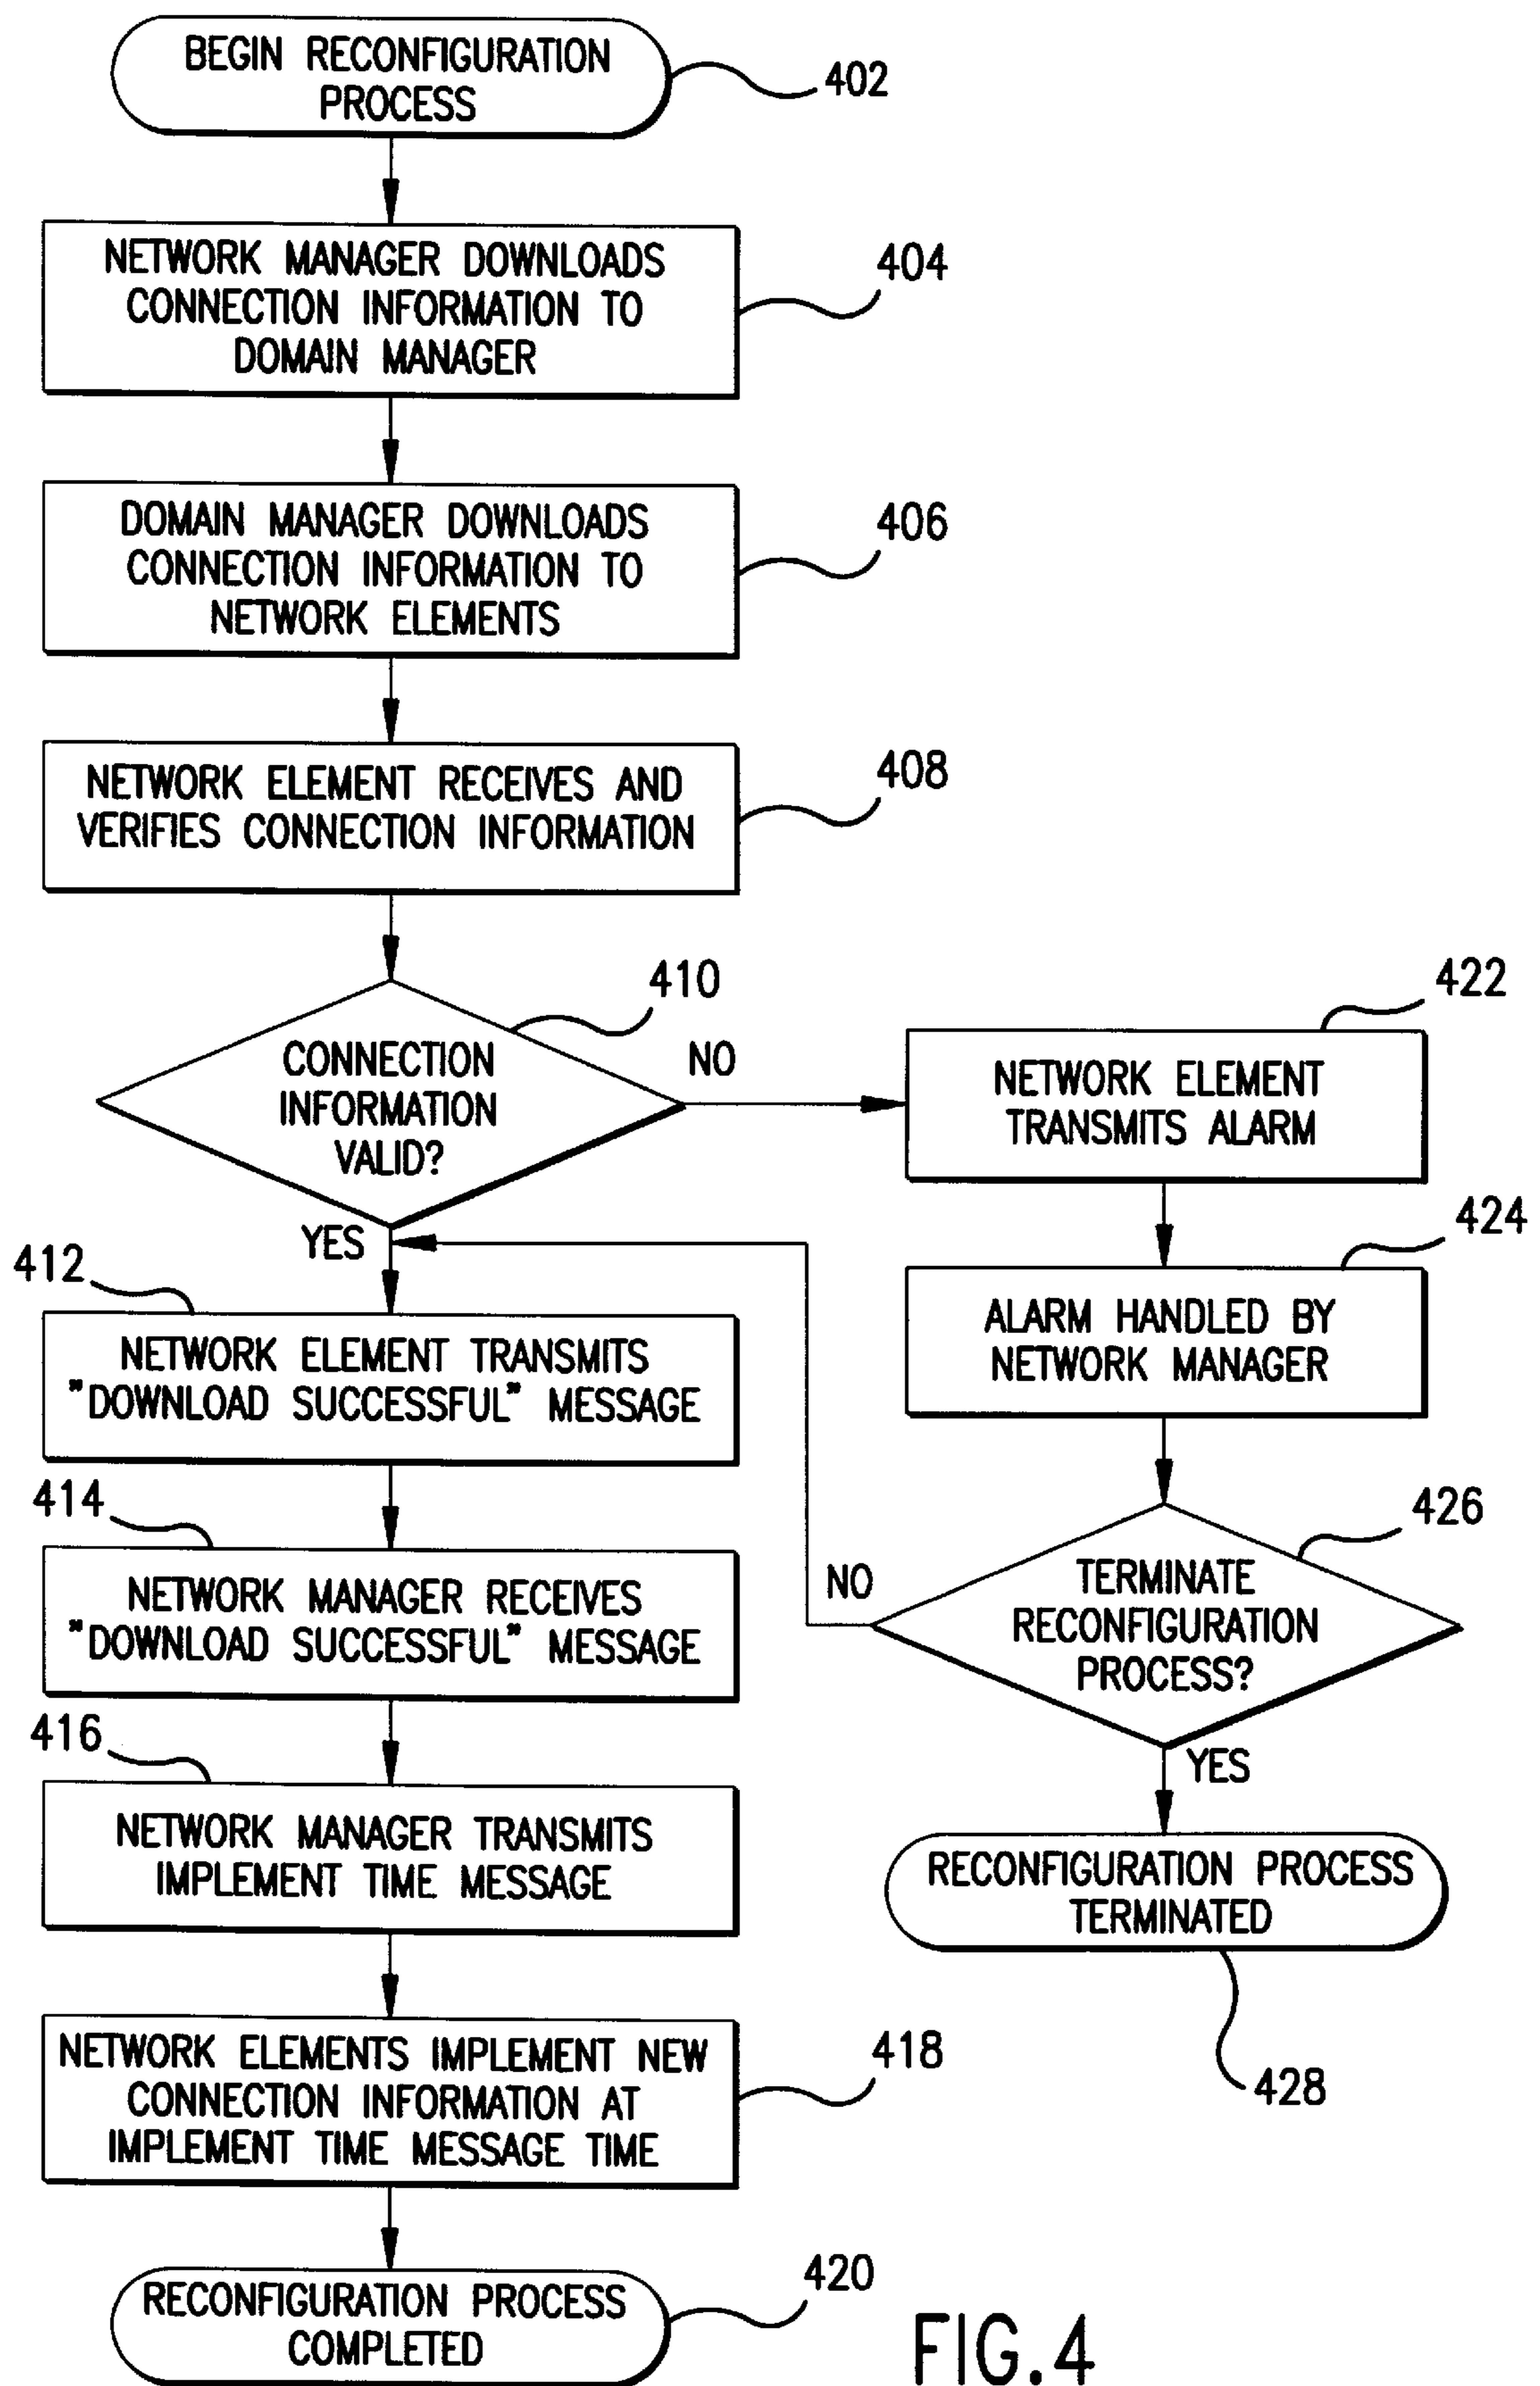 BEGIN RECONFIGURATION
PROCESS
402
NETWORK MANAGER DOWNLOADS
CONNECTION INFORMATION TO
DOMAIN MANAGER
404
DOMAIN MANAGER DOWNLOADS
CONNECTION INFORMATION TO
NETWORK ELEMENTS
406
NETWORK ELEMENT RECEIVES AND
VERIFIES CONNECTION INFORMATION
408
CONNECTION
INFORMATION
VALID?
410
NO
YES
422
NETWORK ELEMENT
TRANSMITS ALARM
424
ALARM HANDLED BY
NETWORK MANAGER
412
NETWORK ELEMENT TRANSMITS
"DOWNLOAD SUCCESSFUL" MESSAGE
414
NETWORK MANAGER RECEIVES
"DOWNLOAD SUCCESSFUL" MESSAGE
426
NO
TERMINATE
RECONFIGURATION
PROCESS?
YES
416
NETWORK MANAGER TRANSMITS
IMPLEMENT TIME MESSAGE
RECONFIGURATION PROCESS
TERMINATED
428
NETWORK ELEMENTS IMPLEMENT NEW
CONNECTION INFORMATION AT
IMPLEMENT TIME MESSAGE TIME
418
RECONFIGURATION PROCESS
COMPLETED
420
FIG.4